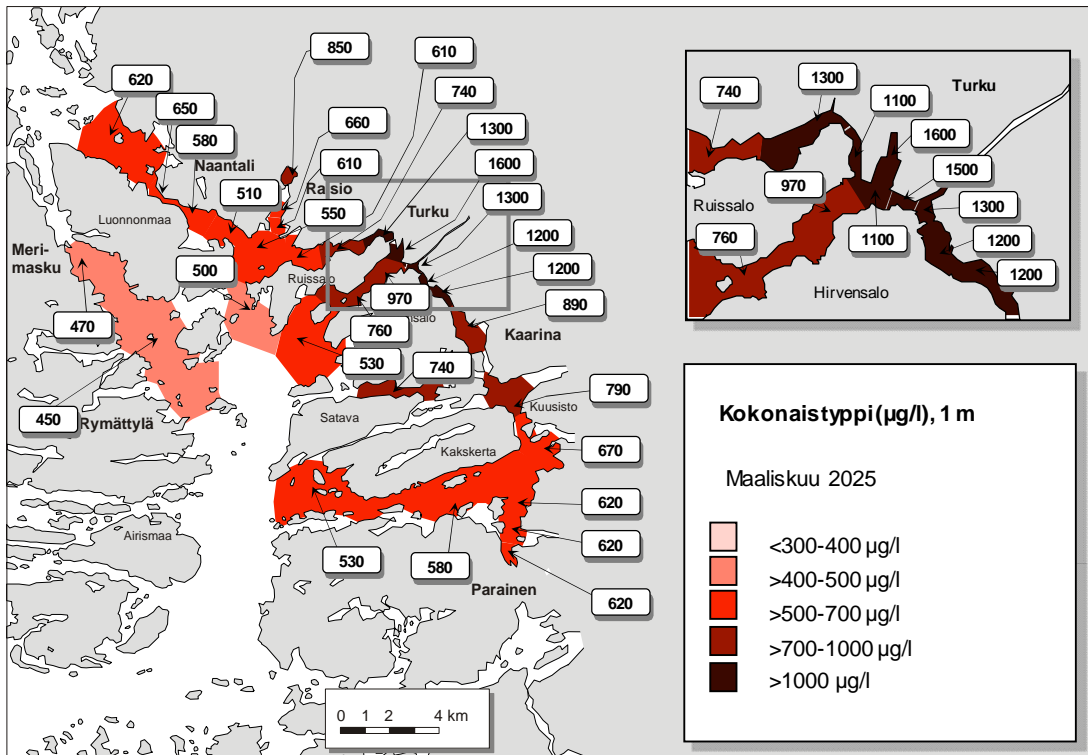 850
610
620
740
650
660
1300
580
Naantali
610
1600
Raisio
510
550
Turku
1300
Luonnonmaa
1200
Meri-
masku
500
Ruissalo
1200
970
890
470
760
salo
Kaarina
530
740
790
450
Rymättylä
Satava
Kuusisto
Kakskerta
670
620
Airismaa
530
580
620
Parainen
620
0 1 2 4 km
1300
Turku
740
1100
1600
970
1500
Ruissalo
1300
760
1100
1200
Hirvensalo
1200
Kokonaistyppi (µg/l), 1 m
Maaliskuu 2025
<300-400 µg/l
>400-500 µg/l
>500-700 µg/l
>700-1000 µg/l
>1000 µg/l